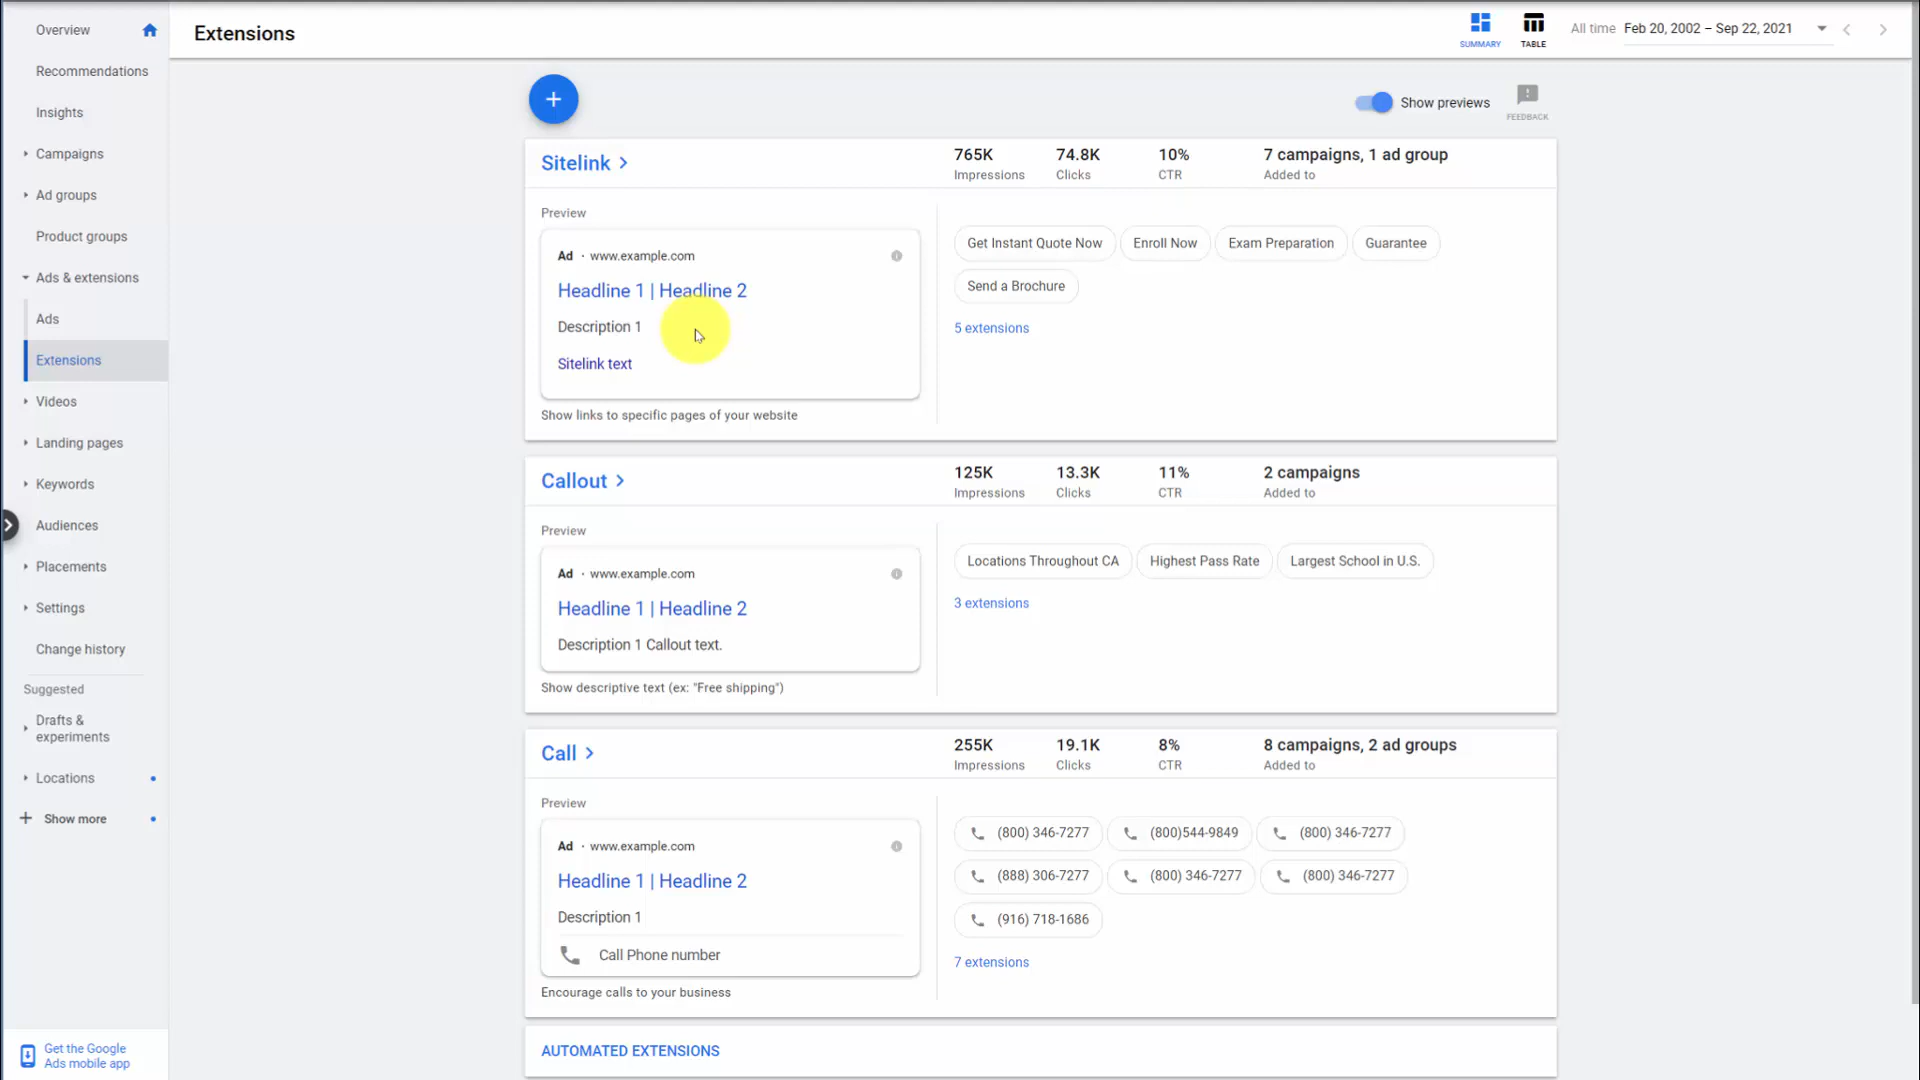 Overview
Recommendations
Insights
Campaigns
Ad groups
Product groups
Ads & extensions
Ads
Extensions
Videos
Landing pages
Keywords
Audiences
Placements
Settings
Change history
Suggested
Drafts &
experiments
Locations
Show more
Get the Google
Ads mobile app
Extensions
SUMMARY
TABLE
All time Feb 20, 2002 – Sep 22, 2021
Show previews
FEEDBACK
Sitelink
765K
Impressions
74.8K
Clicks
10%
CTR
7 campaigns, 1 ad group
Added to
Preview
Ad · www.example.com
Headline 1 | Headline 2
Description 1
Sitelink text
Show links to specific pages of your website
Get Instant Quote Now
Enroll Now
Exam Preparation
Guarantee
Send a Brochure
5 extensions
Callout
125K
Impressions
13.3K
Clicks
11%
CTR
2 campaigns
Added to
Preview
Ad · www.example.com
Headline 1 | Headline 2
Description 1 Callout text.
Show descriptive text (ex: "Free shipping")
Locations Throughout CA
Highest Pass Rate
Largest School in U.S.
3 extensions
Call
255K
Impressions
19.1K
Clicks
8%
CTR
8 campaigns, 2 ad groups
Added to
Preview
Ad · www.example.com
Headline 1 | Headline 2
Description 1
Call Phone number
Encourage calls to your business
(800) 346-7277
(800)544-9849
(800) 346-7277
(888) 306-7277
(800) 346-7277
(800) 346-7277
(916) 718-1686
7 extensions
AUTOMATED EXTENSIONS